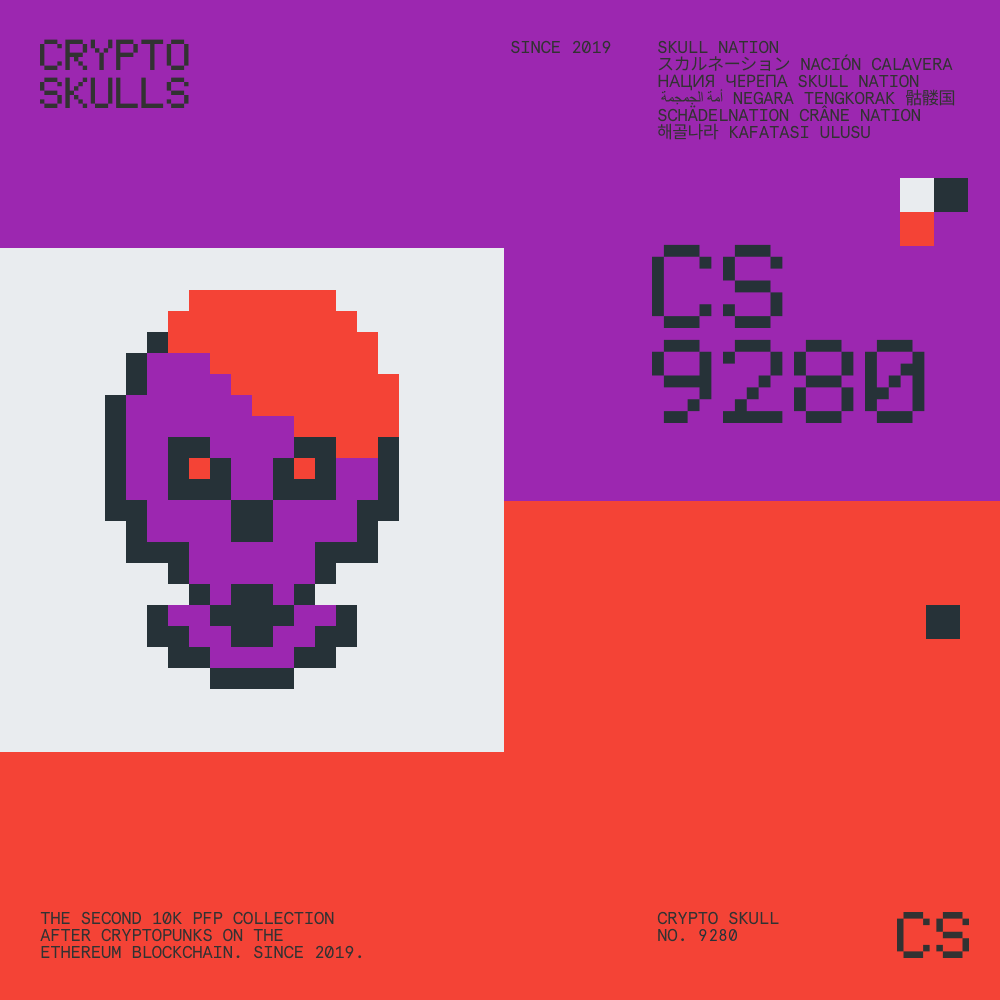 CRYPTO
SKULLS
SINCE 2019
SKULL NATION
スカルネーション NACIÓN CALAVERA
НАЦИЯ ЧЕРЕПА SKULL NATION
أمة الجمجمة NEGARA TENGKORAK 骷髅国
SCHÄDELNATION CRÂNE NATION
해골나라 KAFATASI ULUSU
CS
9280
THE SECOND 10K PFP COLLECTION
AFTER CRYPTOPUNKS ON THE
ETHEREUM BLOCKCHAIN. SINCE 2019.
CRYPTO SKULL
NO. 9280
CS